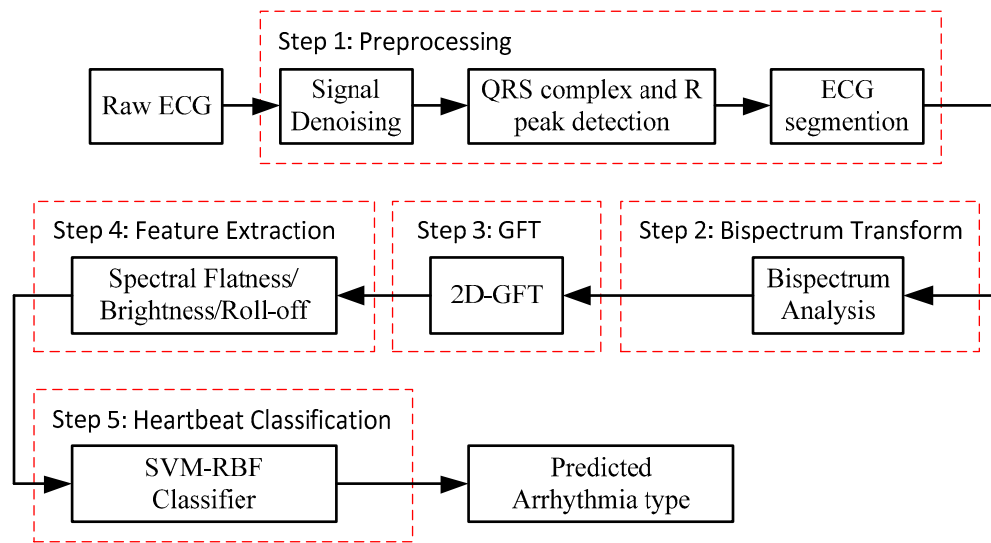 Step 1: Preprocessing
Raw ECG
Signal
Denoising
QRS complex and R
peak detection
ECG
segmention
Step 2: Bispectrum Transform
Bispectrum
Analysis
Step 3: GFT
2D-GFT
Step 4: Feature Extraction
Spectral Flatness/
Brightness/Roll-off
Step 5: Heartbeat Classification
SVM-RBF
Classifier
Predicted
Arrhythmia type